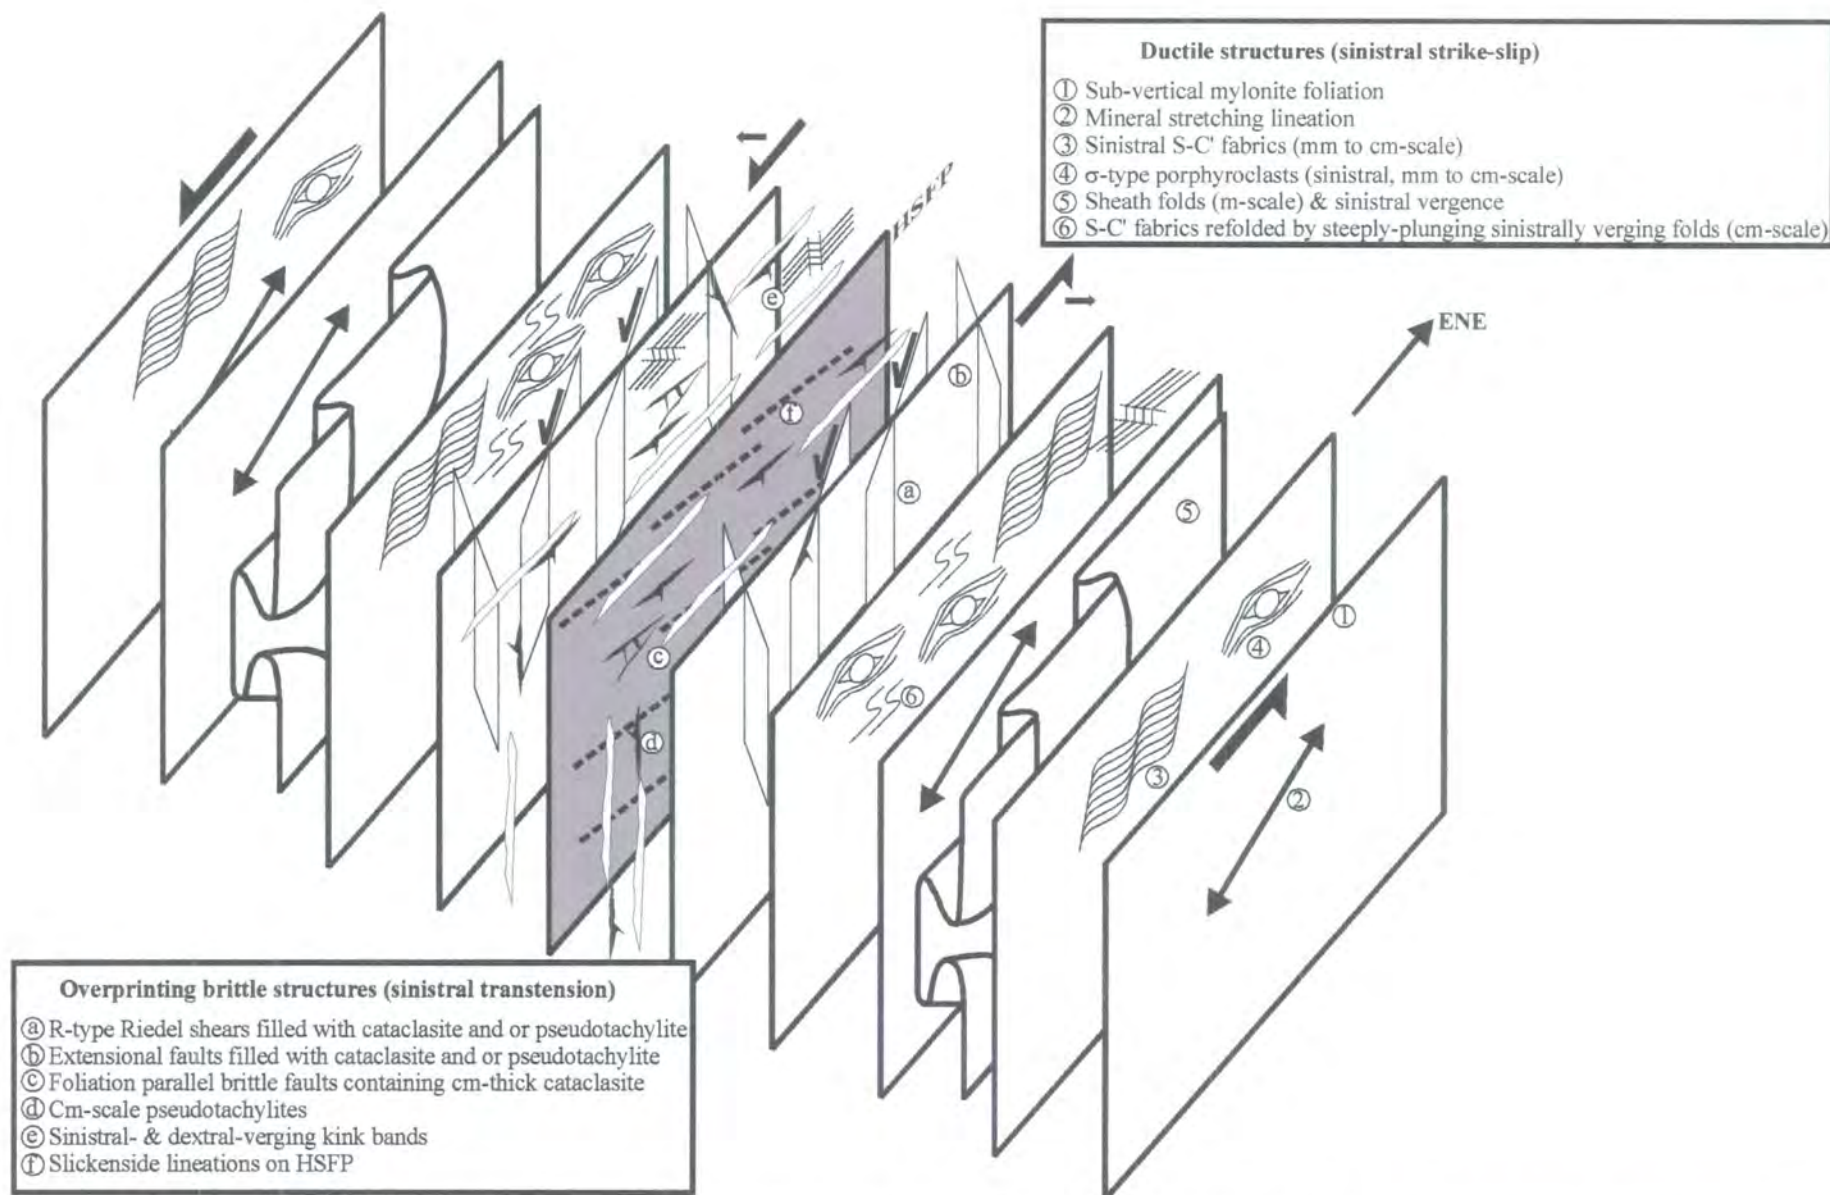 Ductile structures (sinistral strike-slip)
① Sub-vertical mylonite foliation
② Mineral stretching lineation
③ Sinistral S-C' fabrics (mm to cm-scale)
④ σ-type porphyroclasts (sinistral, mm to cm-scale)
⑤ Sheath folds (m-scale) & sinistral vergence
⑥ S-C' fabrics refolded by steeply-plunging sinistrally verging folds (cm-scale)
HSFP
ENE
ⓔ
ⓑ
ⓕ
ⓐ
⑤
①
④
ⓒ
⑥
ⓓ
③
②
Overprinting brittle structures (sinistral transtension)
ⓐ R-type Riedel shears filled with cataclasite and or pseudotachylite
ⓑ Extensional faults filled with cataclasite and or pseudotachylite
ⓒ Foliation parallel brittle faults containing cm-thick cataclasite
ⓓ Cm-scale pseudotachylites
ⓔ Sinistral- & dextral-verging kink bands
ⓕ Slickenside lineations on HSFP